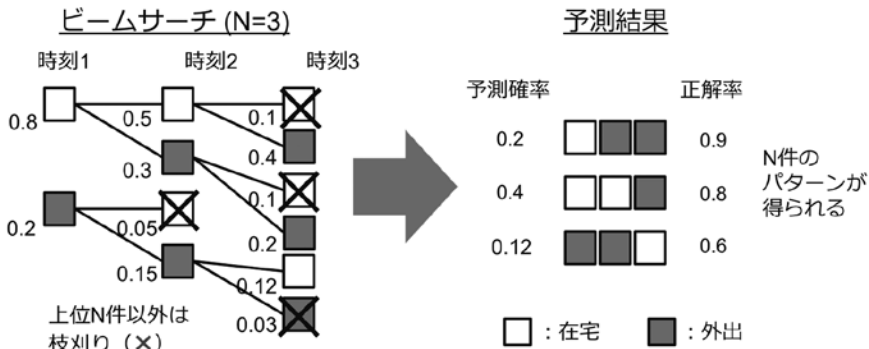 ビームサーチ (N=3)
予測結果
時刻1
時刻2
時刻3
予測確率
正解率
0.8
0.5
0.1
0.4
0.3
0.1
0.2
0.2
0.05
0.15
0.12
0.03
上位N件以外は
枝刈り（×）
0.2
0.9
0.4
0.8
0.12
0.6
N件の
パターンが
得られる
：在宅
：外出